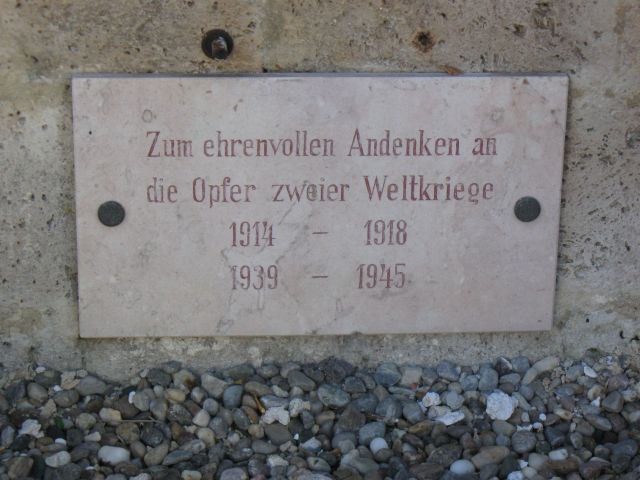 Zum ehrenvollen Andenken an
die Opfer zweier Weltkriege
1914 – 1918
1939 – 1945